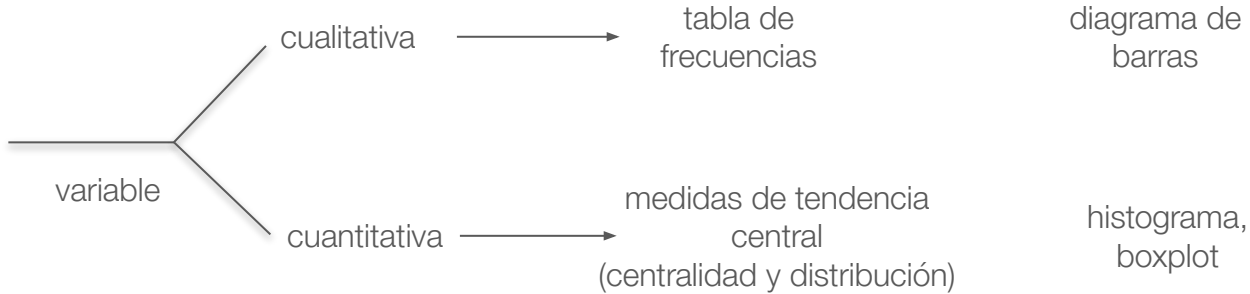 cualitativa
tabla de
frecuencias
diagrama de
barras
variable
cuantitativa
medidas de tendencia
central
(centralidad y distribución)
histograma,
boxplot